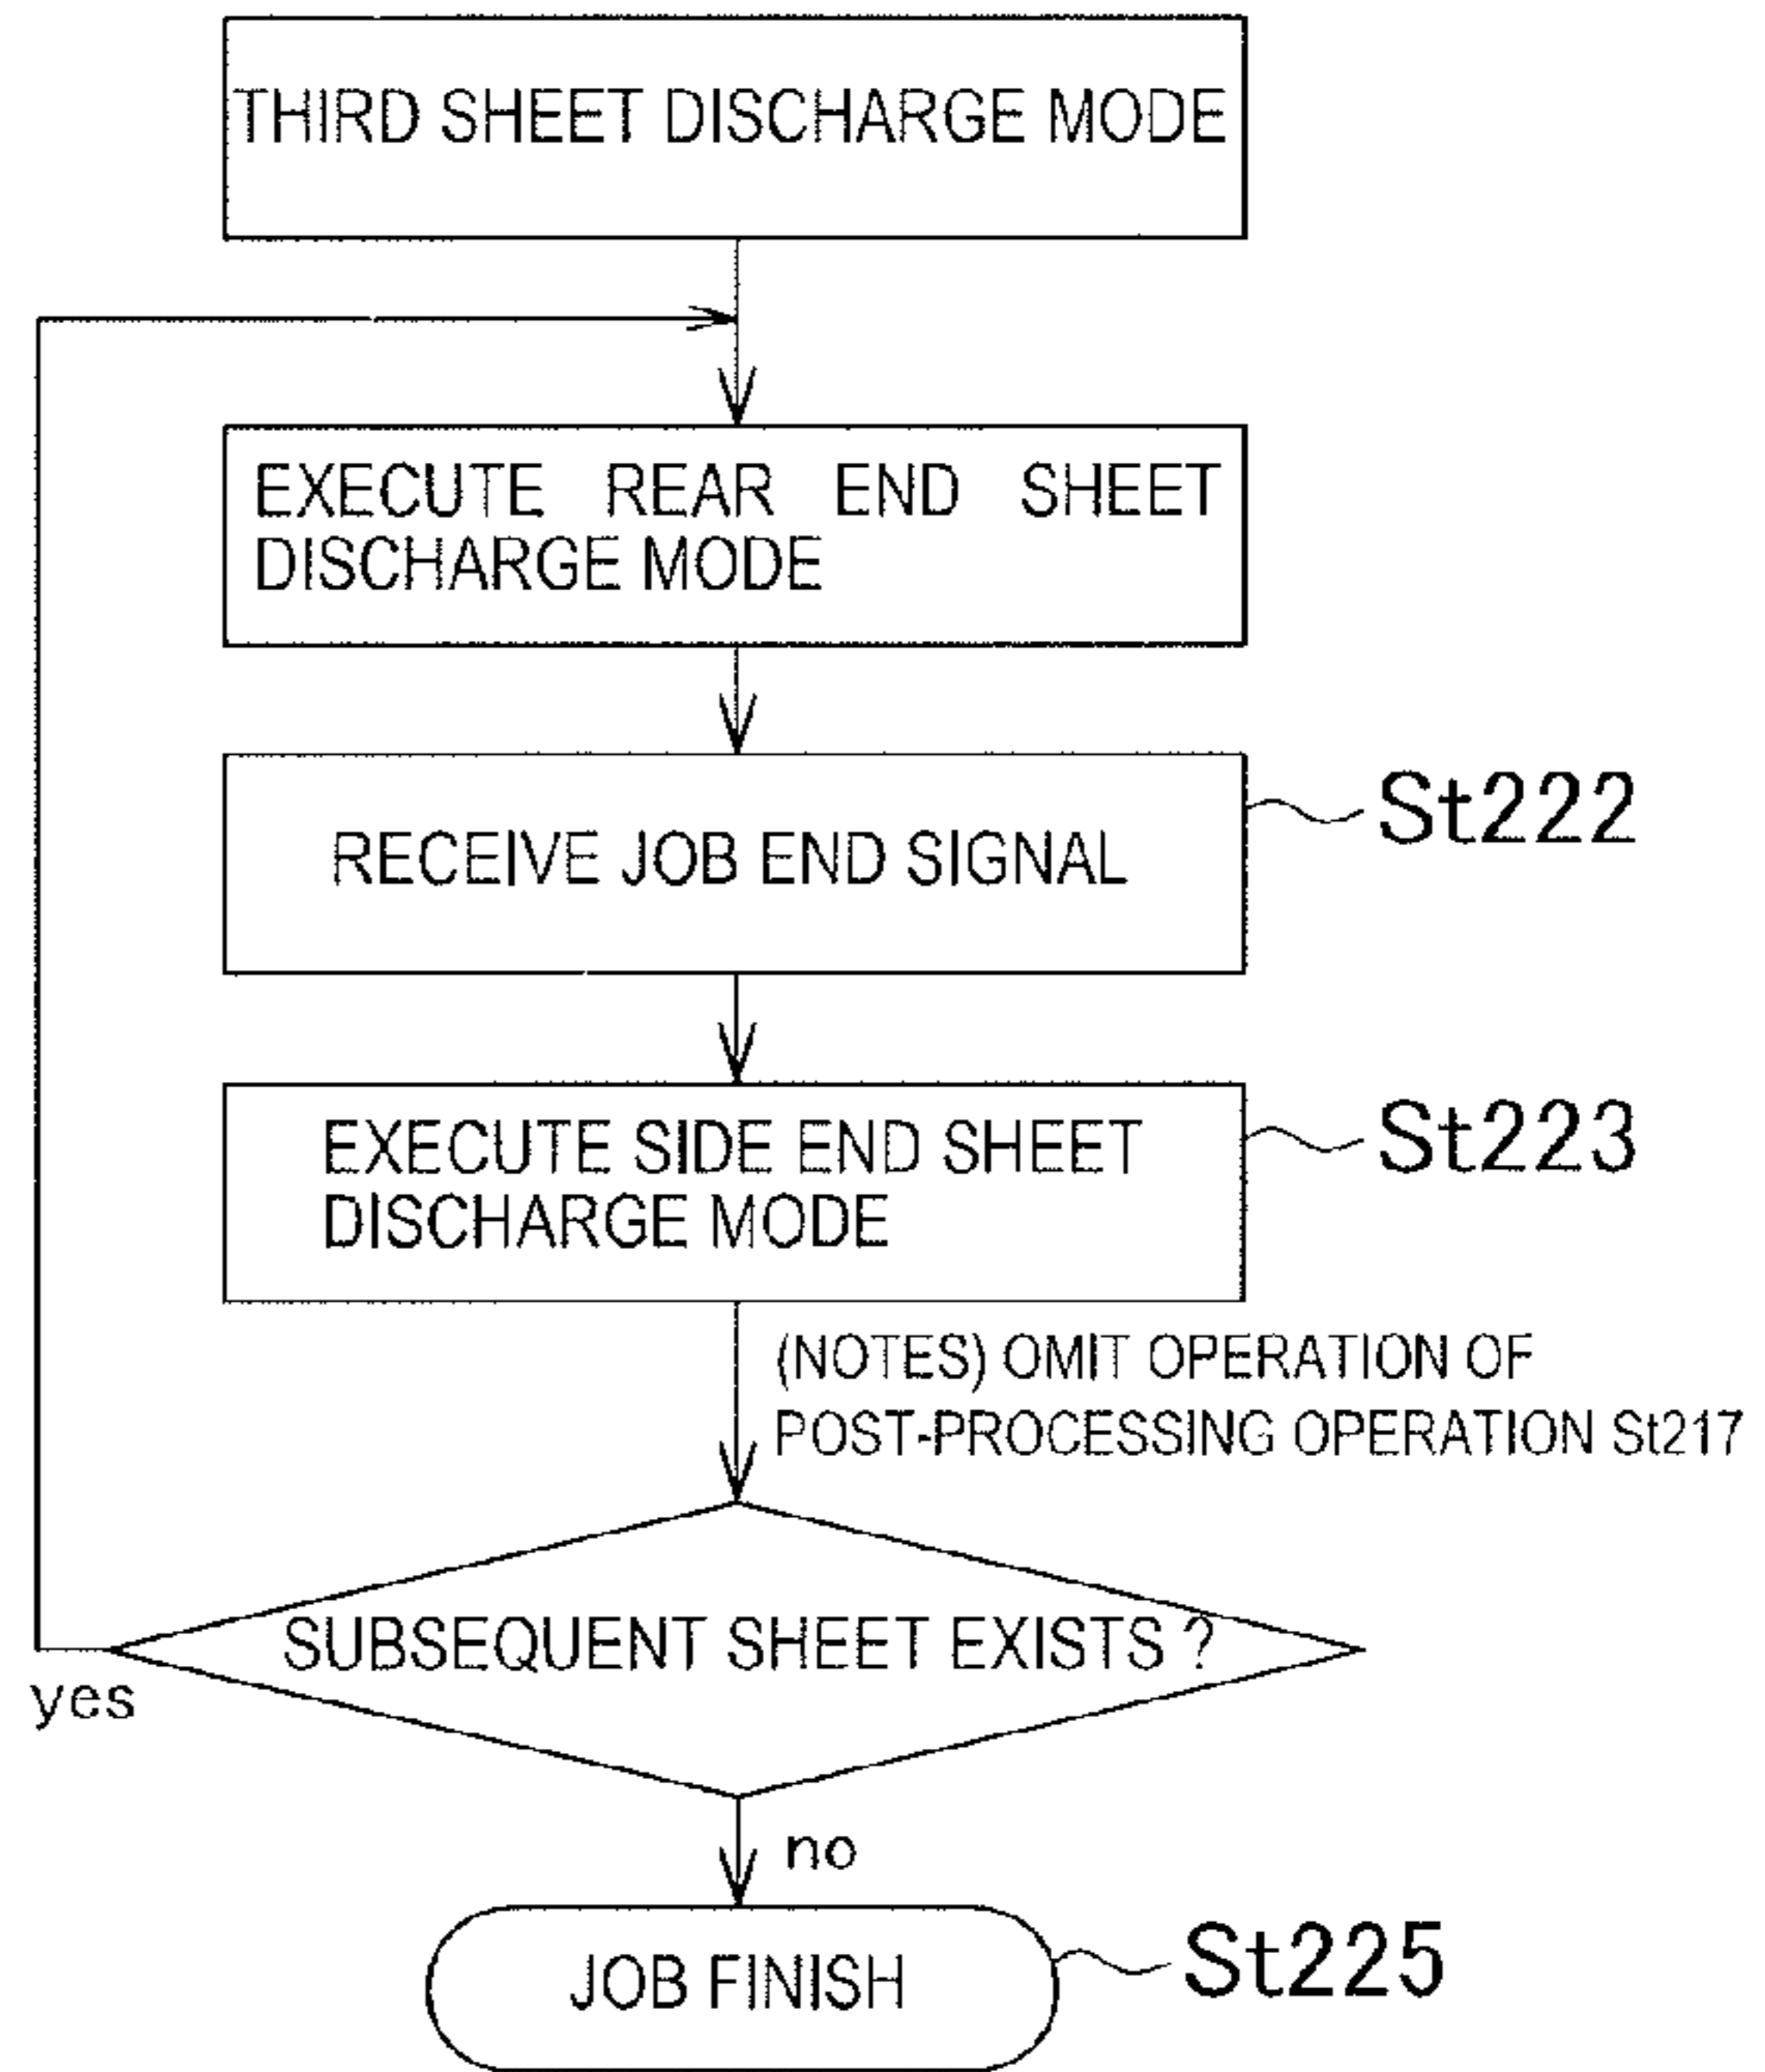 THIRD SHEET DISCHARGE MODE
EXECUTE REAR END SHEET
DISCHARGE MODE
RECEIVE JOB END SIGNAL
St222
EXECUTE SIDE END SHEET
DISCHARGE MODE
St223
(NOTES) OMIT OPERATION OF
POST-PROCESSING OPERATION St217
SUBSEQUENT SHEET EXISTS ?
yes
no
JOB FINISH
St225